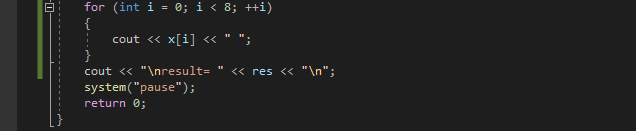 for (int i = 0; i < 8; ++i)
{
cout << x[i] << " ";
}
cout << "\nresult= " << res << "\n";
system("pause");
return 0;
}